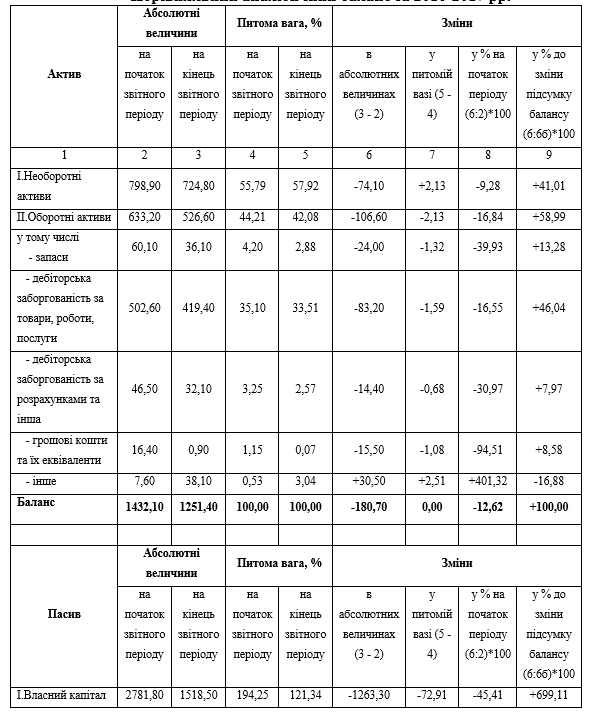 Актив
Абсолютні
величини
Питома вага, %
Зміни
на
початок
звітного
періоду
на
кінець
звітного
періоду
на
початок
звітного
періоду
на
кінець
звітного
періоду
в
абсолютних
величинах
(3 - 2)
у
питомій
вазі (5 -
4)
у % на
початок
періоду
(6:2)*100
у % до
зміни
підсумку
балансу
(6:6б)*100
1 2 3 4 5 6 7 8 9
І.Необоротні
активи
798,90 724,80 55,79 57,92 -74,10 +2,13 -9,28 +41,01
ІІ.Оборотні активи 633,20 526,60 44,21 42,08 -106,60 -2,13 -16,84 +58,99
у тому числі
- запаси
60,10 36,10 4,20 2,88 -24,00 -1,32 -39,93 +13,28
- дебіторська
заборгованість за
товари, роботи,
послуги
502,60 419,40 35,10 33,51 -83,20 -1,59 -16,55 +46,04
- дебіторська
заборгованість за
розрахунками та
інша
46,50 32,10 3,25 2,57 -14,40 -0,68 -30,97 +7,97
- грошові кошти
та їх еквіваленти
16,40 0,90 1,15 0,07 -15,50 -1,08 -94,51 +8,58
- інше 7,60 38,10 0,53 3,04 +30,50 +2,51 +401,32 -16,88
Баланс 1432,10 1251,40 100,00 100,00 -180,70 0,00 -12,62 +100,00
Пасив
Абсолютні
величини
Питома вага, %
Зміни
на
початок
звітного
періоду
на
кінець
звітного
періоду
на
початок
звітного
періоду
на
кінець
звітного
періоду
в
абсолютних
величинах
(3 - 2)
у
питомій
вазі (5 -
4)
у % на
початок
періоду
(6:2)*100
у % до
зміни
підсумку
балансу
(6:6б)*100
І.Власний капітал 2781,80 1518,50 194,25 121,34 -1263,30 -72,91 -45,41 +699,11